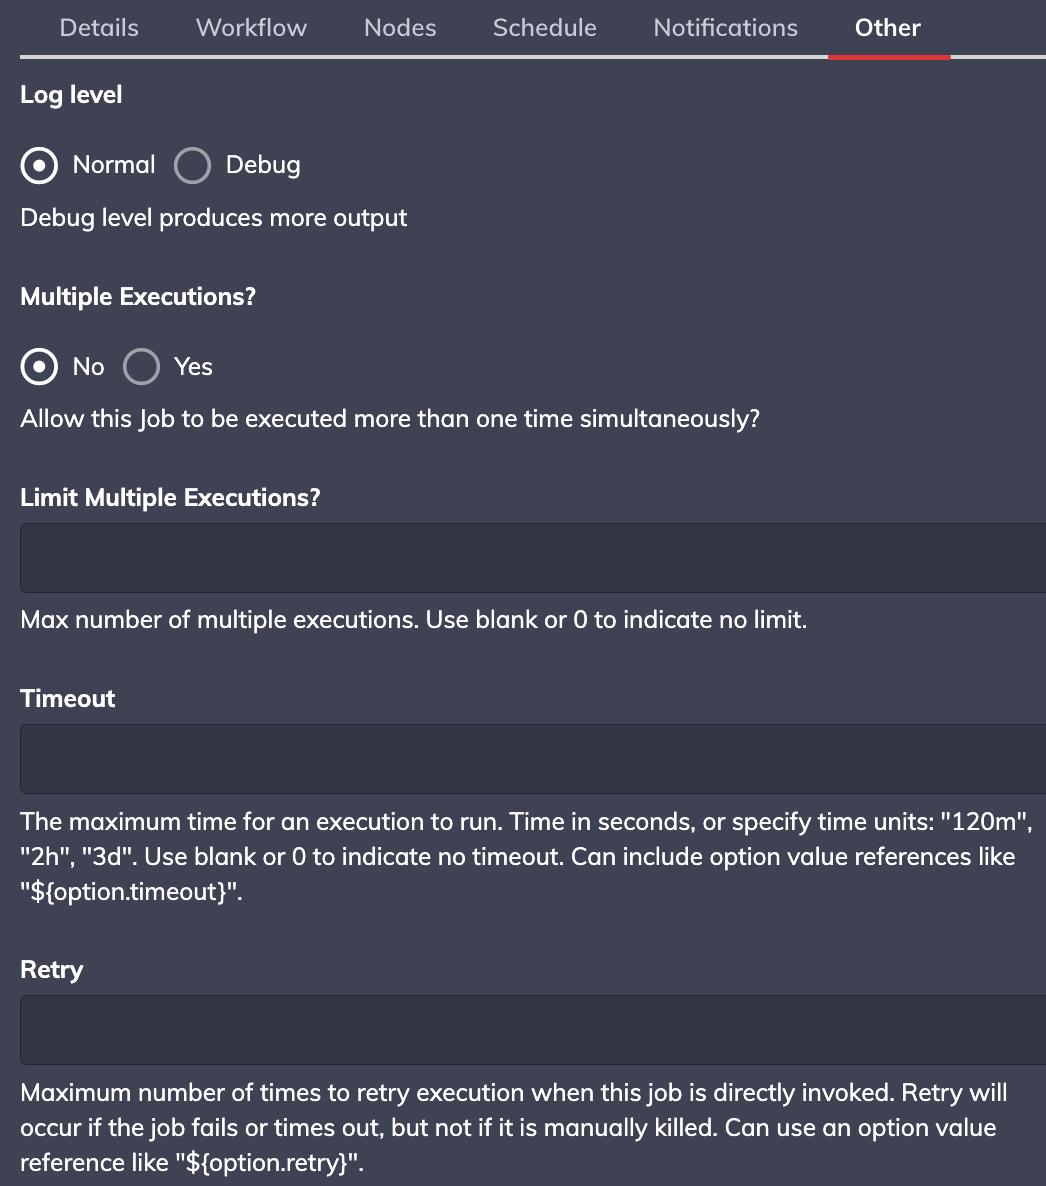 Details Workflow Nodes Schedule Notifications Other
Log level
Normal Debug
Debug level produces more output
Multiple Executions?
No Yes
Allow this Job to be executed more than one time simultaneously?
Limit Multiple Executions?
Max number of multiple executions. Use blank or 0 to indicate no limit.
Timeout
The maximum time for an execution to run. Time in seconds, or specify time units: "120m",
"2h", "3d". Use blank or 0 to indicate no timeout. Can include option value references like
"${option.timeout}".
Retry
Maximum number of times to retry execution when this job is directly invoked. Retry will
occur if the job fails or times out, but not if it is manually killed. Can use an option value
reference like "${option.retry}".